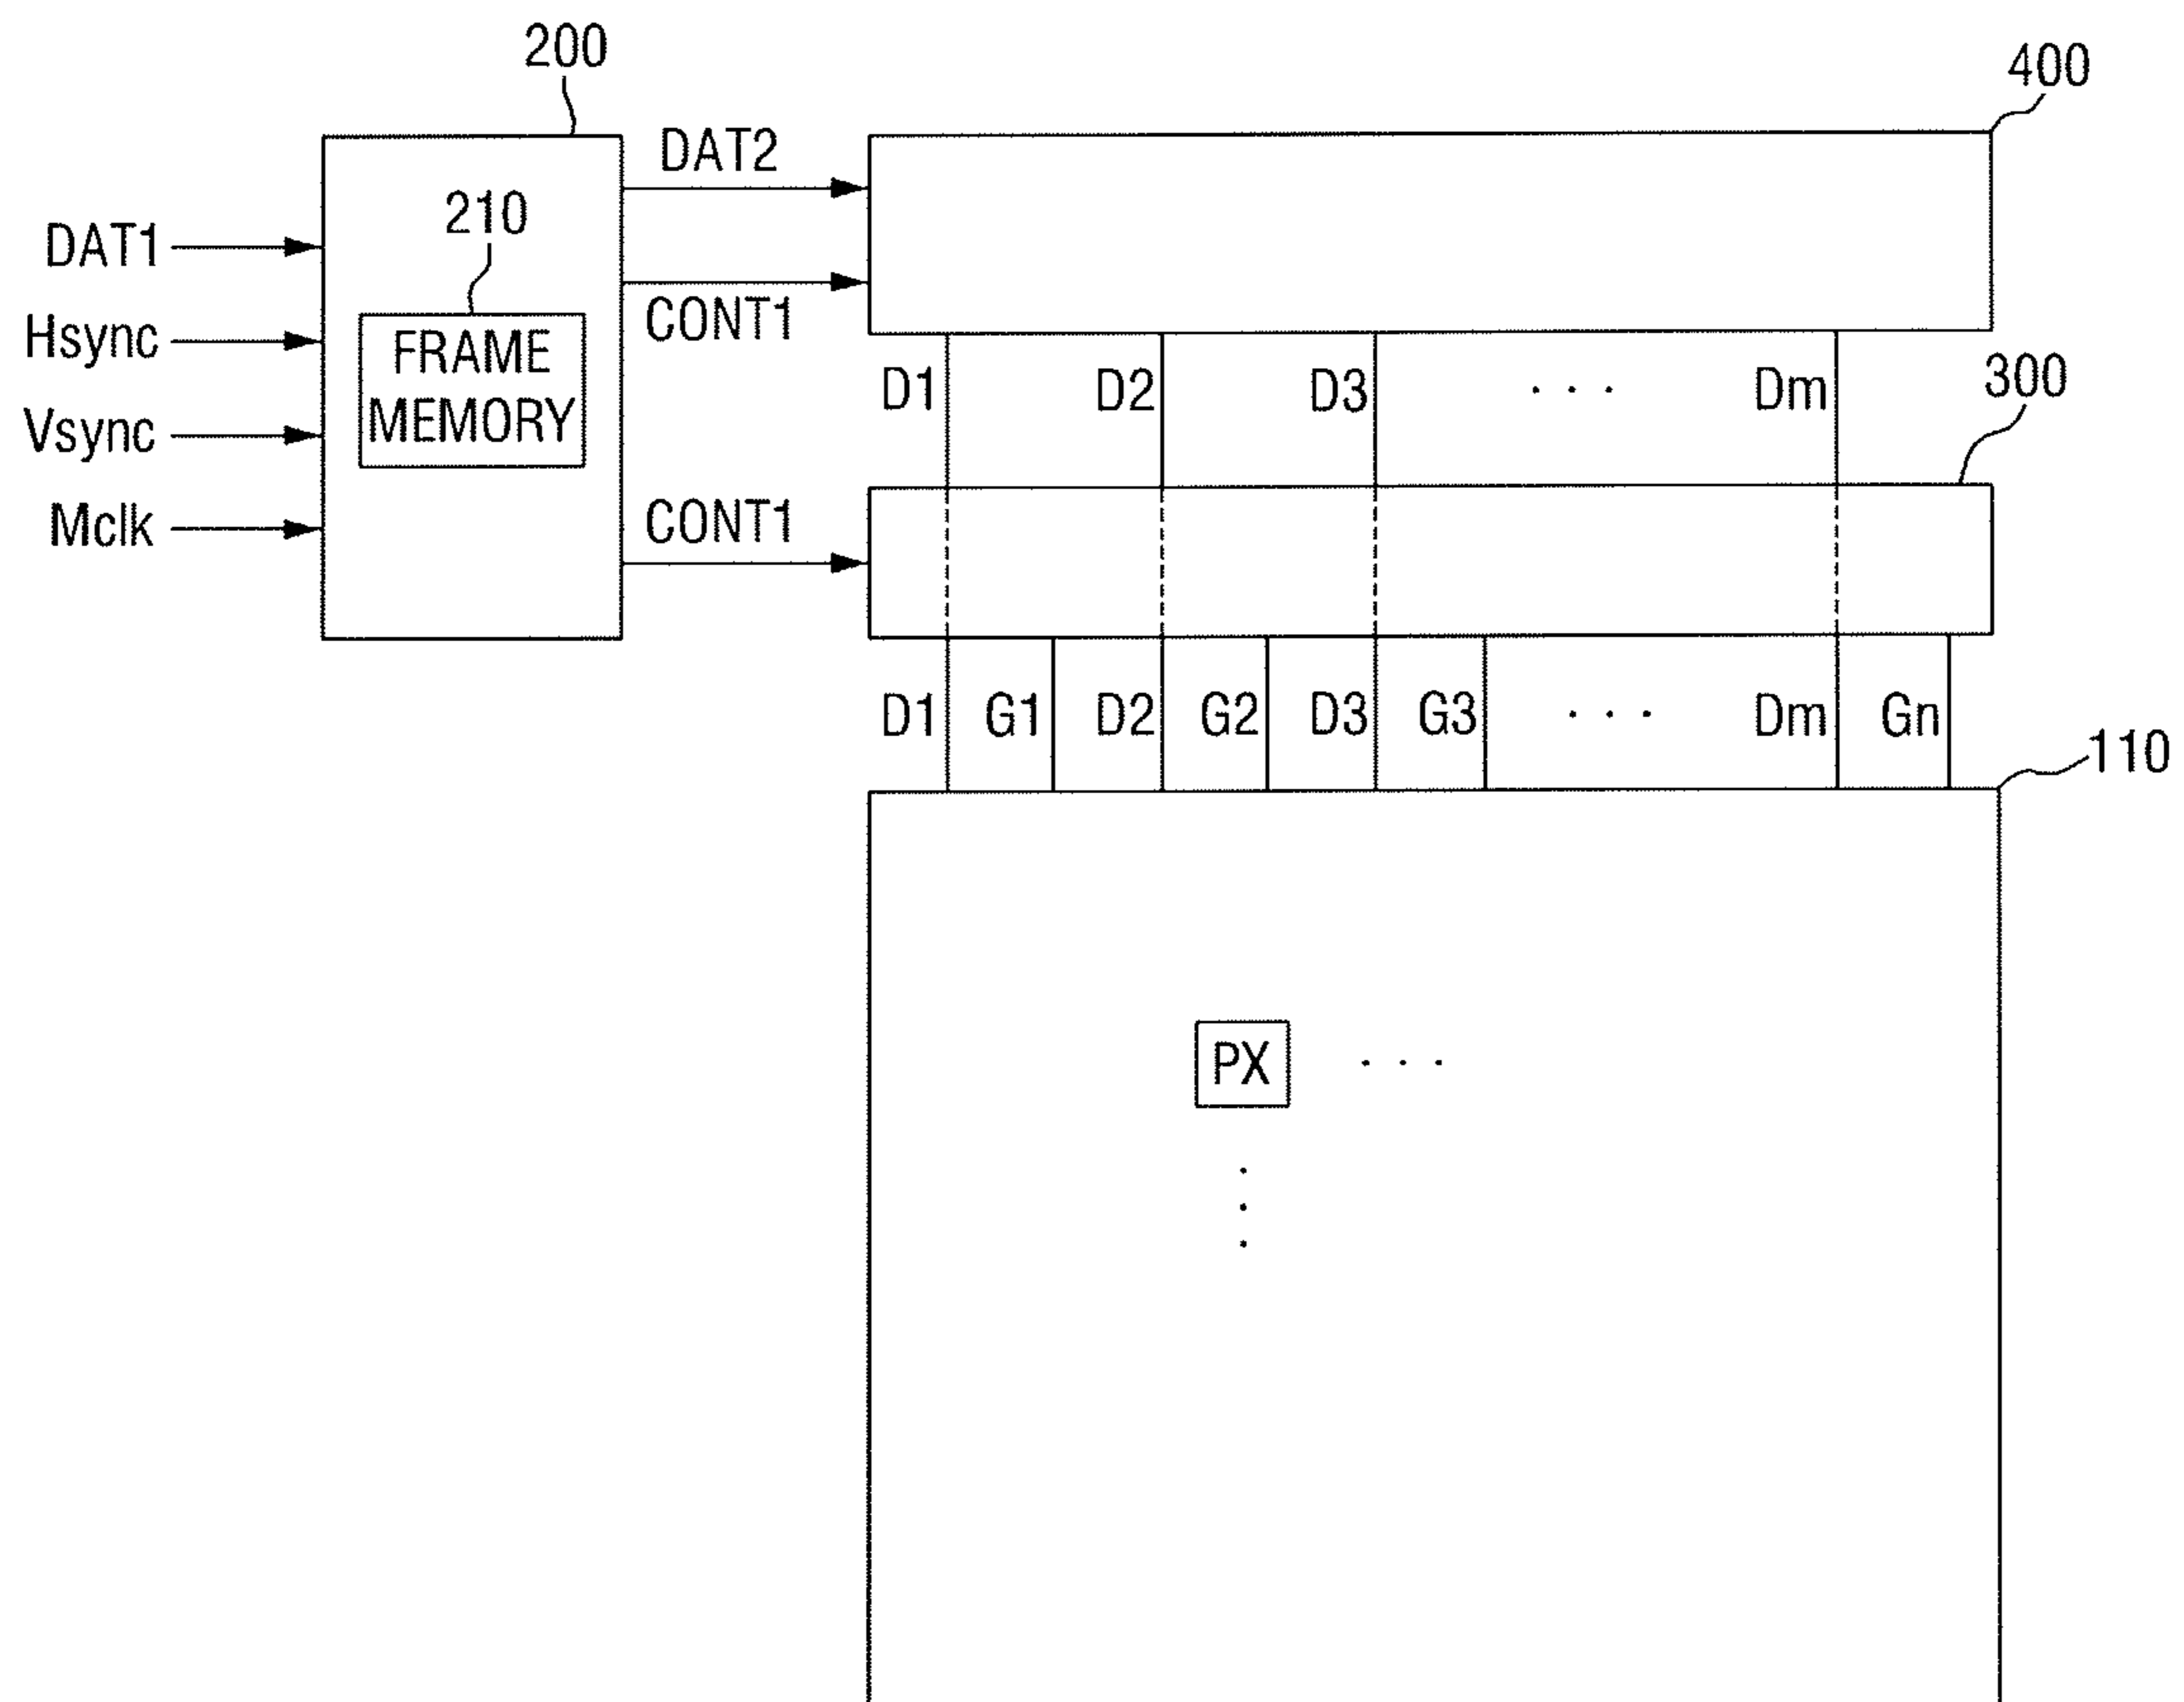 200
400
DAT2
210
DAT1
CONT1
Hsync
FRAME
MEMORY
D1 D2 D3 . . . Dm
300
Vsync
Mclk
CONT1
D1 G1 D2 G2 D3 G3 . . . Dm Gn
110
PX . . .